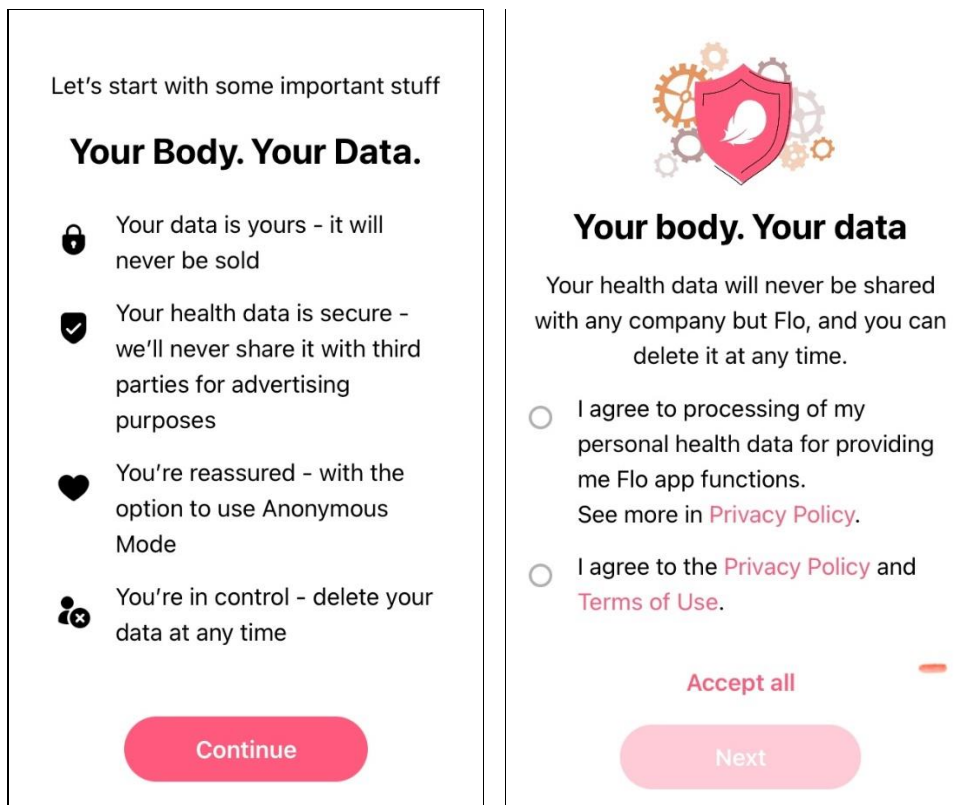 Let's start with some important stuff
Your Body. Your Data.
Your data is yours - it will
never be sold
Your health data is secure -
we'll never share it with third
parties for advertising
purposes
You're reassured - with the
option to use Anonymous
Mode
You're in control - delete your
data at any time
Continue
Your body. Your data
Your health data will never be shared
with any company but Flo, and you can
delete it at any time.
I agree to processing of my
personal health data for providing
me Flo app functions.
See more in Privacy Policy.
I agree to the Privacy Policy and
Terms of Use.
Accept all
Next